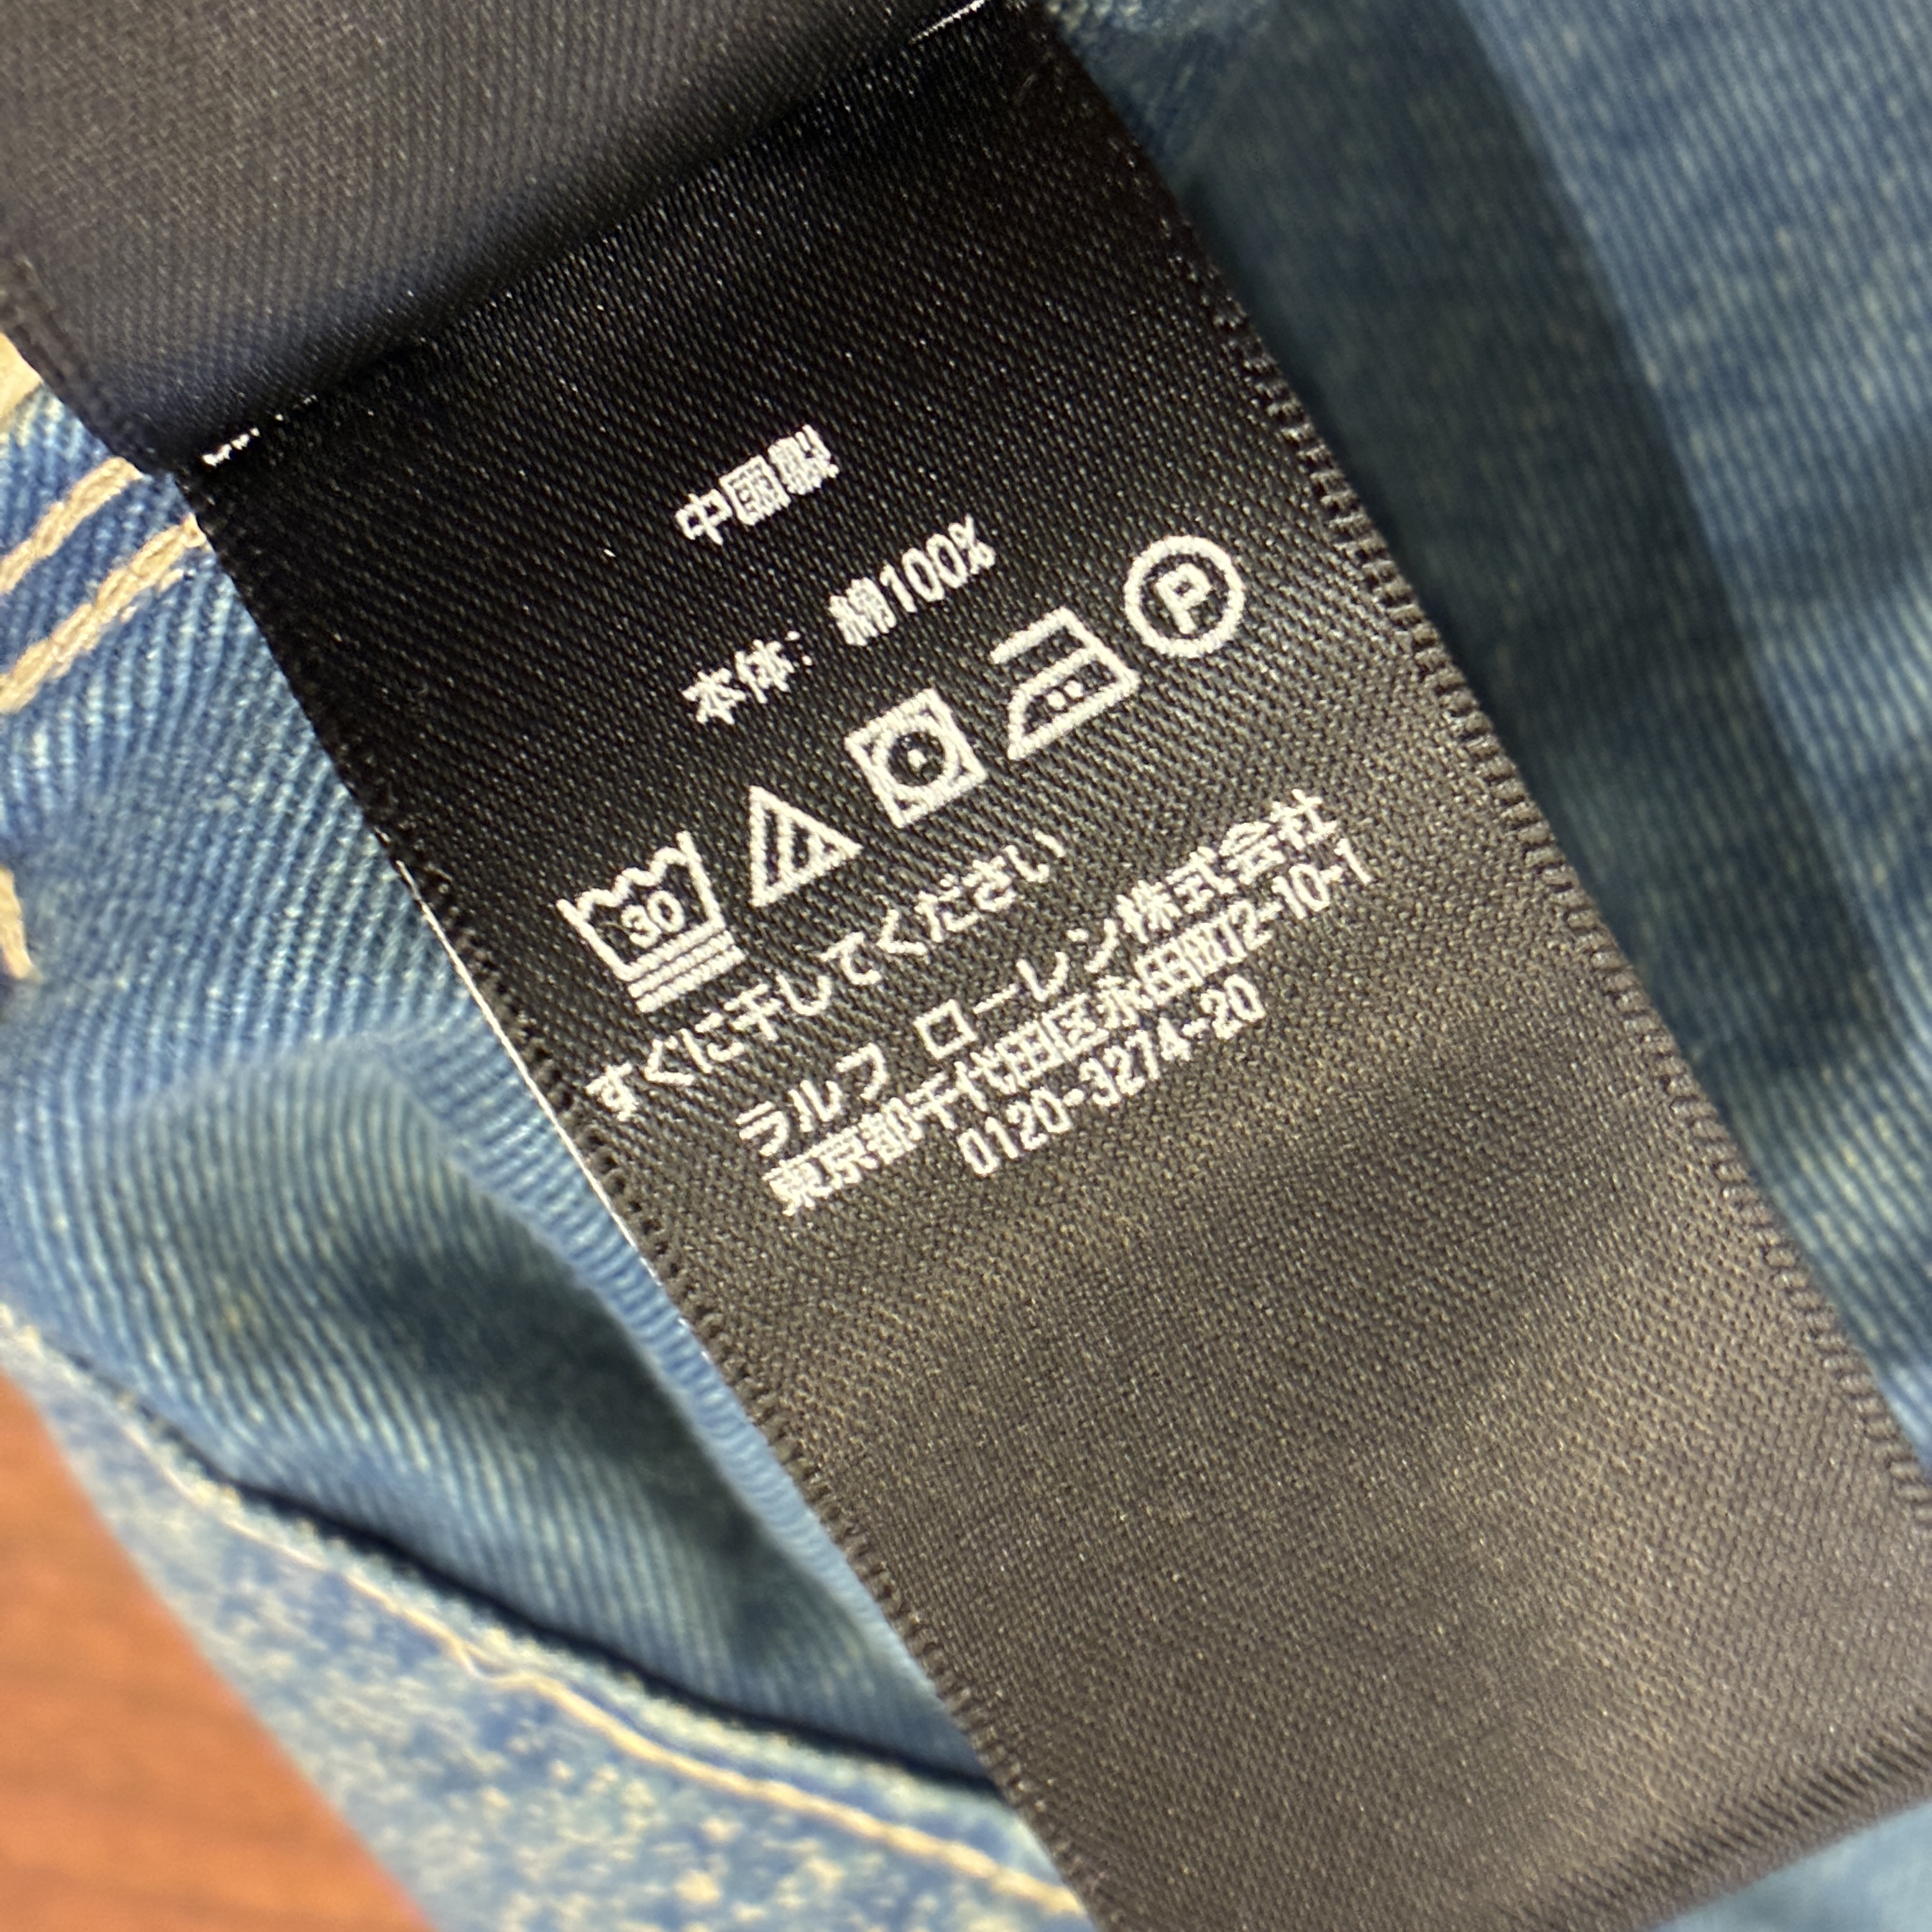 中国製
本体: 綿100%
P
30
すぐに干してください
ラルフ ローレン株式会社
東京都千代田区永田町2-10-1
0120-3274-20